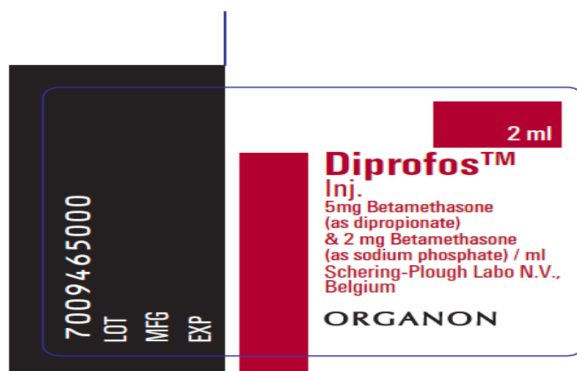 7009465000
LOT
MFG
EXP
2 ml
Diprofos™
Inj.
5mg Betamethasone
(as dipropionate)
& 2 mg Betamethasone
(as sodium phosphate) / ml
Schering-Plough Labo N.V.,
Belgium
ORGANON